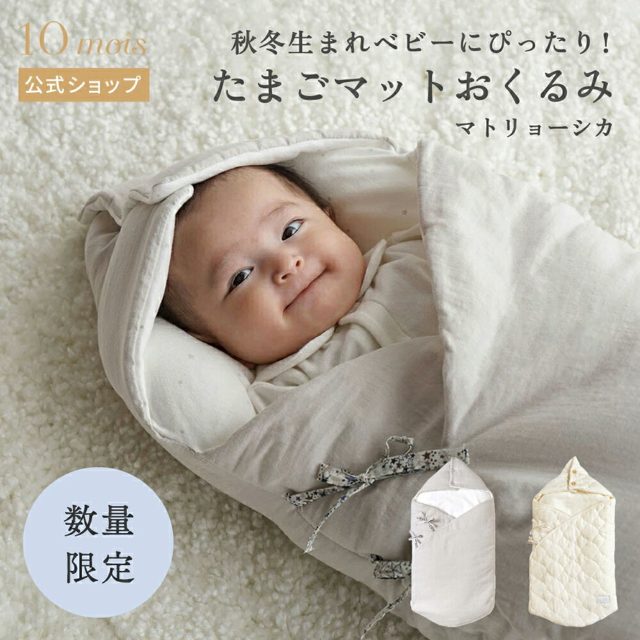 10 mois
公式ショップ
秋冬生まれベビーにぴったり!
たまごマットおくるみ
マトリョーシカ
数量
限定